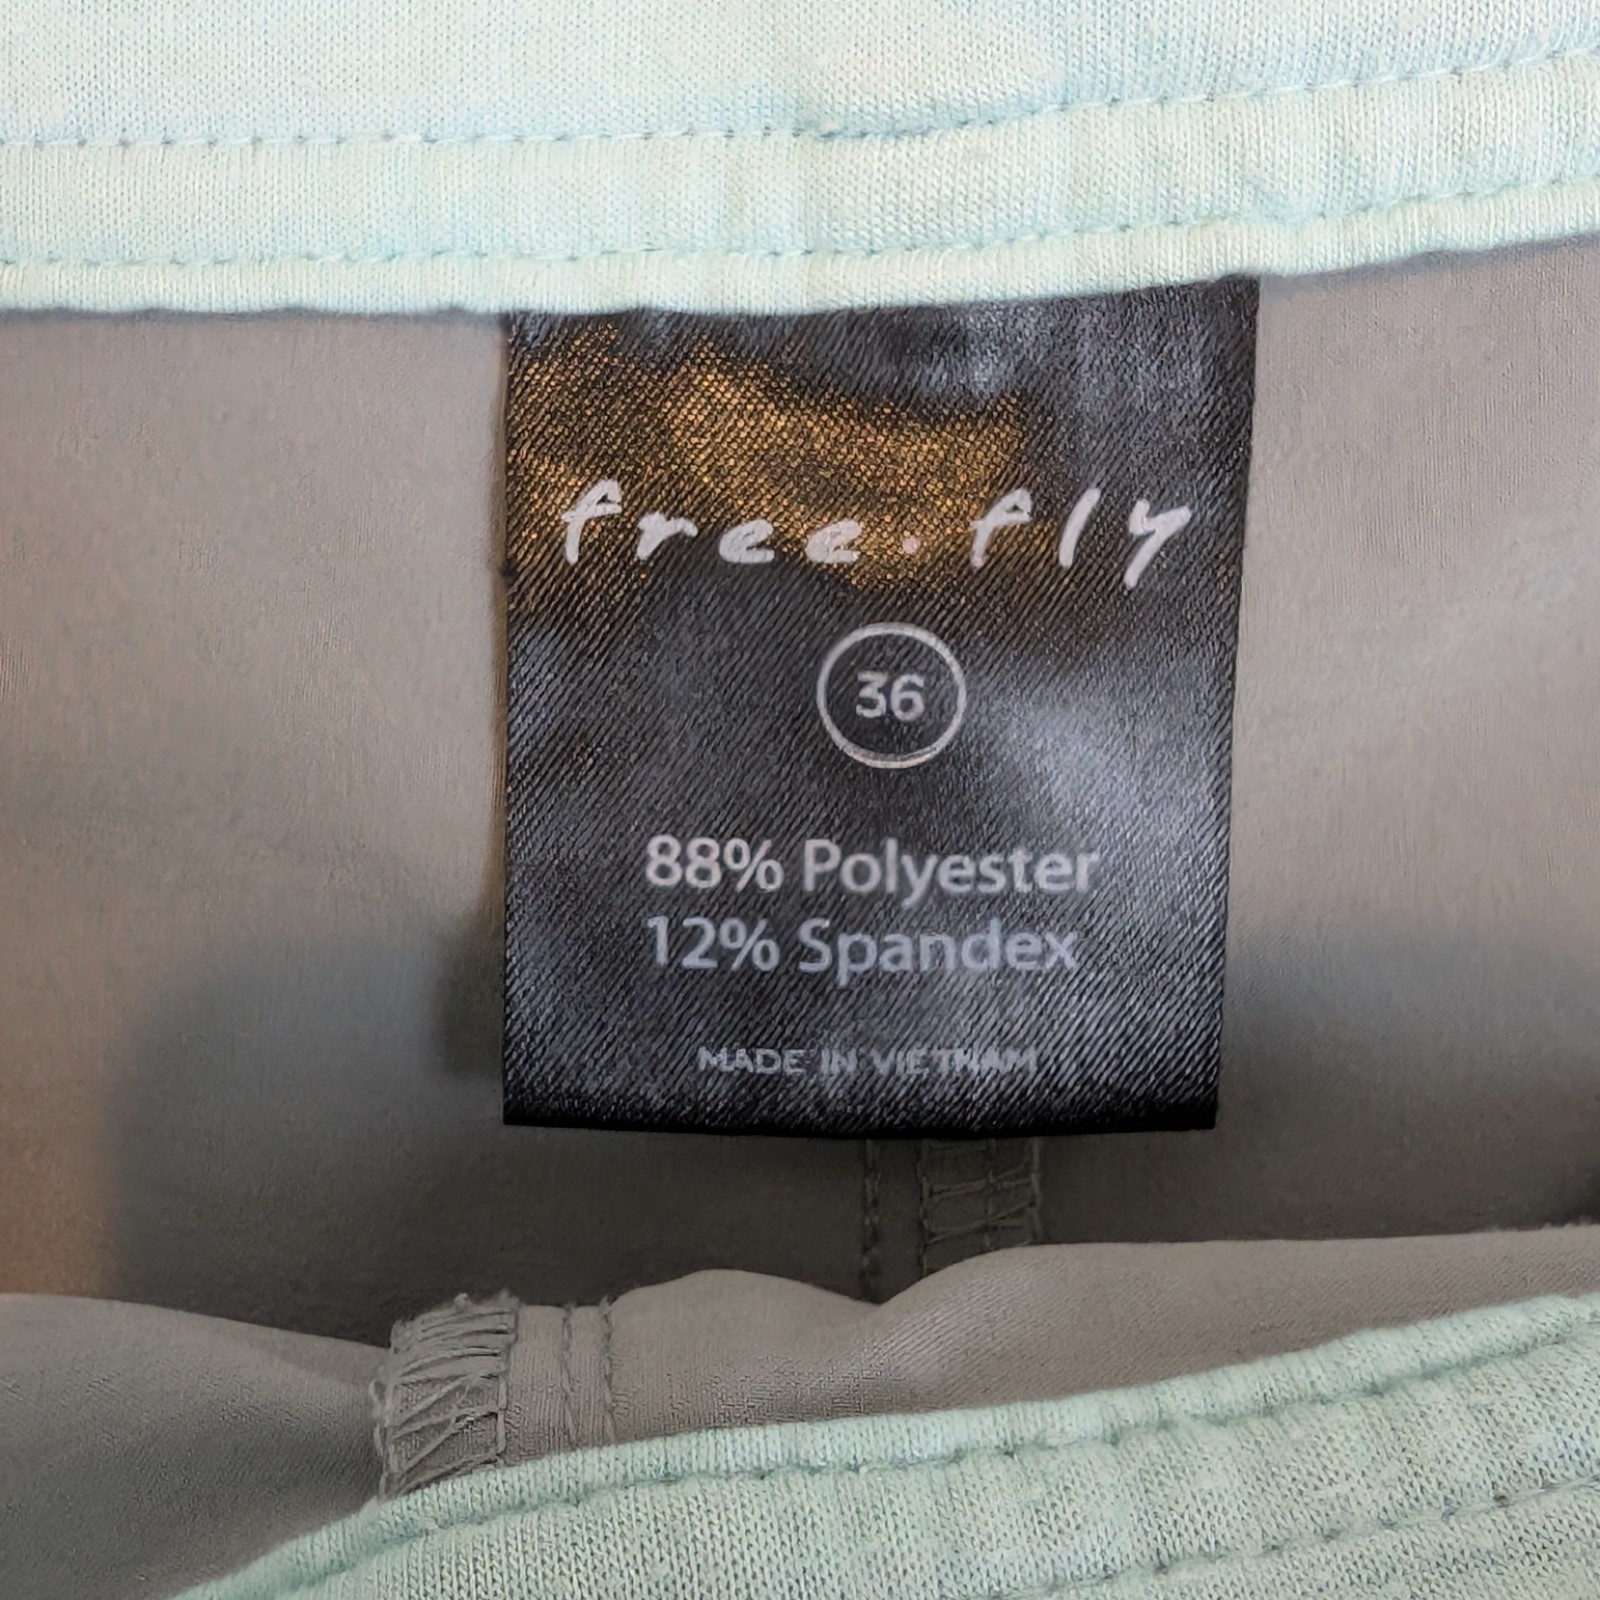 free.fly
36
88% Polyester
12% Spandex
MADE IN VIETNAM